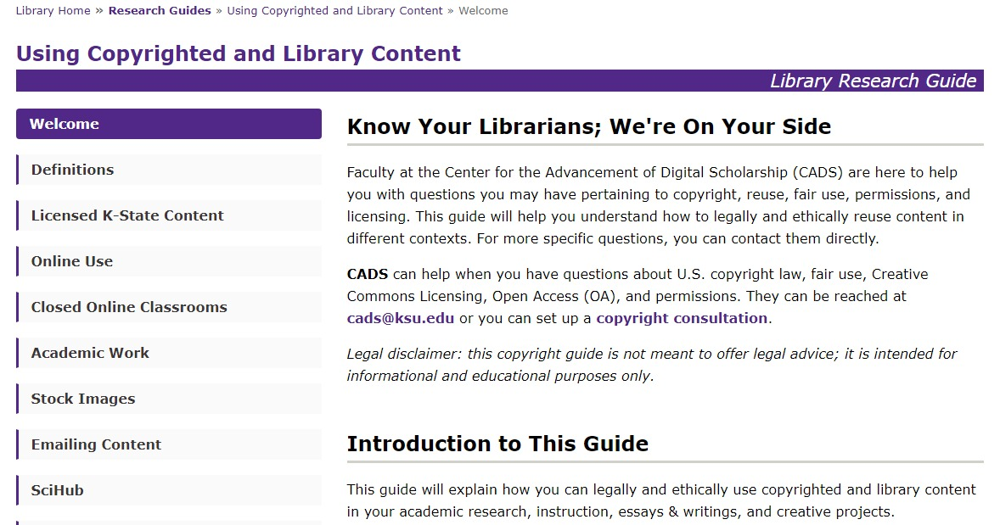 Library Home » Research Guides » Using Copyrighted and Library Content » Welcome
Using Copyrighted and Library Content
Library Research Guide
Welcome
Definitions
Licensed K-State Content
Online Use
Closed Online Classrooms
Academic Work
Stock Images
Emailing Content
SciHub
Know Your Librarians; We're On Your Side
Faculty at the Center for the Advancement of Digital Scholarship (CADS) are here to help
you with questions you may have pertaining to copyright, reuse, fair use, permissions, and
licensing. This guide will help you understand how to legally and ethically reuse content in
different contexts. For more specific questions, you can contact them directly.
CADS can help when you have questions about U.S. copyright law, fair use, Creative
Commons Licensing, Open Access (OA), and permissions. They can be reached at
cads@ksu.edu or you can set up a copyright consultation.
Legal disclaimer: this copyright guide is not meant to offer legal advice; it is intended for
informational and educational purposes only.
Introduction to This Guide
This guide will explain how you can legally and ethically use copyrighted and library content
in your academic research, instruction, essays & writings, and creative projects.